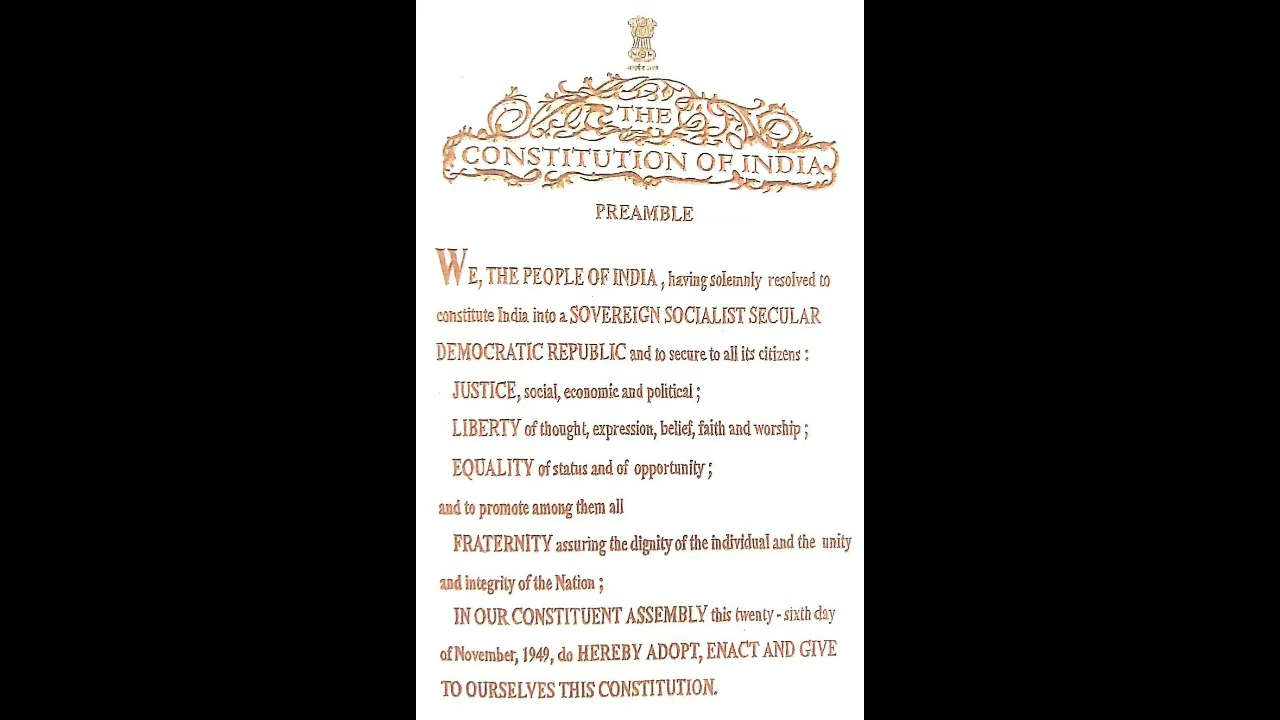 THE
CONSTITUTION OF INDIA
PREAMBLE
WE, THE PEOPLE OF INDIA, having solemnly resolved to
constitute India into a SOVEREIGN SOCIALIST SECULAR
DEMOCRATIC REPUBLIC and to secure to all its citizens :
JUSTICE, social, economic and political ;
LIBERTY of thought, expression, belief, faith and worship ;
EQUALITY of status and of opportunity ;
and to promote among them all
FRATERNITY assuring the dignity of the individual and the unity
and integrity of the Nation ;
IN OUR CONSTITUENT ASSEMBLY this twenty - sixth day
of November, 1949, do HEREBY ADOPT, ENACT AND GIVE
TO OURSELVES THIS CONSTITUTION.